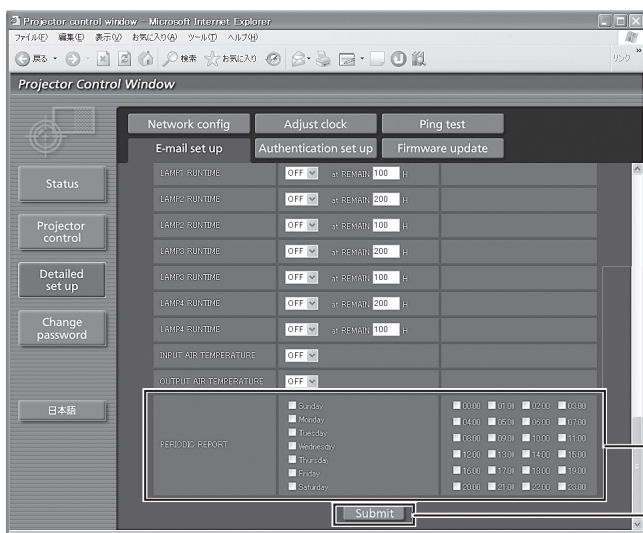 Projector control window - Microsoft Internet Explorer
ファイル(F) 編集(E) 表示(V) お気に入り(A) ツール(T) ヘルプ(H)
戻る 検索 お気に入り リンク
Projector Control Window
Network config Adjust clock Ping test
E-mail set up Authentication set up Firmware update
Status
Projector control
Detailed set up
Change password
日本語
LAMP1 RUNTIME OFF at REMAIN 100 H
LAMP2 RUNTIME OFF at REMAIN 200 H
LAMP2 RUNTIME OFF at REMAIN 100 H
LAMP3 RUNTIME OFF at REMAIN 200 H
LAMP3 RUNTIME OFF at REMAIN 100 H
LAMP4 RUNTIME OFF at REMAIN 200 H
LAMP4 RUNTIME OFF at REMAIN 100 H
INPUT AIR TEMPERATURE OFF
OUTPUT AIR TEMPERATURE OFF
PERIODIC REPORT
Sunday
Monday
Tuesday
Wednesday
Thursday
Friday
Saturday
00:00 01:00 02:00 03:00
04:00 05:00 06:00 07:00
08:00 09:00 10:00 11:00
12:00 13:00 14:00 15:00
16:00 17:00 18:00 19:00
20:00 21:00 22:00 23:00
Submit